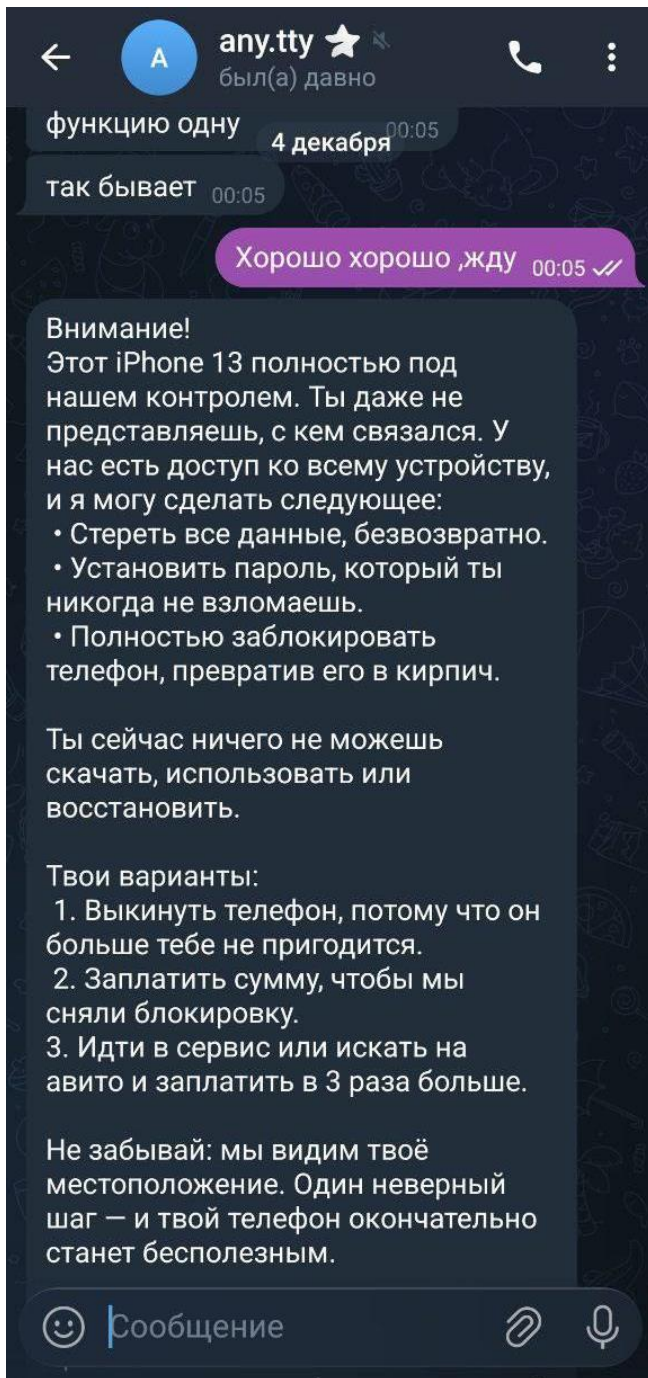 any.tty
был(а) давно
функцию одну 00:05
4 декабря
так бывает 00:05
Хорошо хорошо ,жду 00:05
Внимание!
Этот iPhone 13 полностью под
нашем контролем. Ты даже не
представляешь, с кем связался. У
нас есть доступ ко всему устройству,
и я могу сделать следующее:
• Стереть все данные, безвозвратно.
• Установить пароль, который ты
никогда не взломаешь.
• Полностью заблокировать
телефон, превратив его в кирпич.
Ты сейчас ничего не можешь
скачать, использовать или
восстановить.
Твои варианты:
1. Выкинуть телефон, потому что он
больше тебе не пригодится.
2. Заплатить сумму, чтобы мы
сняли блокировку.
3. Идти в сервис или искать на
авито и заплатить в 3 раза больше.
Не забывай: мы видим твоё
местоположение. Один неверный
шаг — и твой телефон окончательно
станет бесполезным.
Сообщение